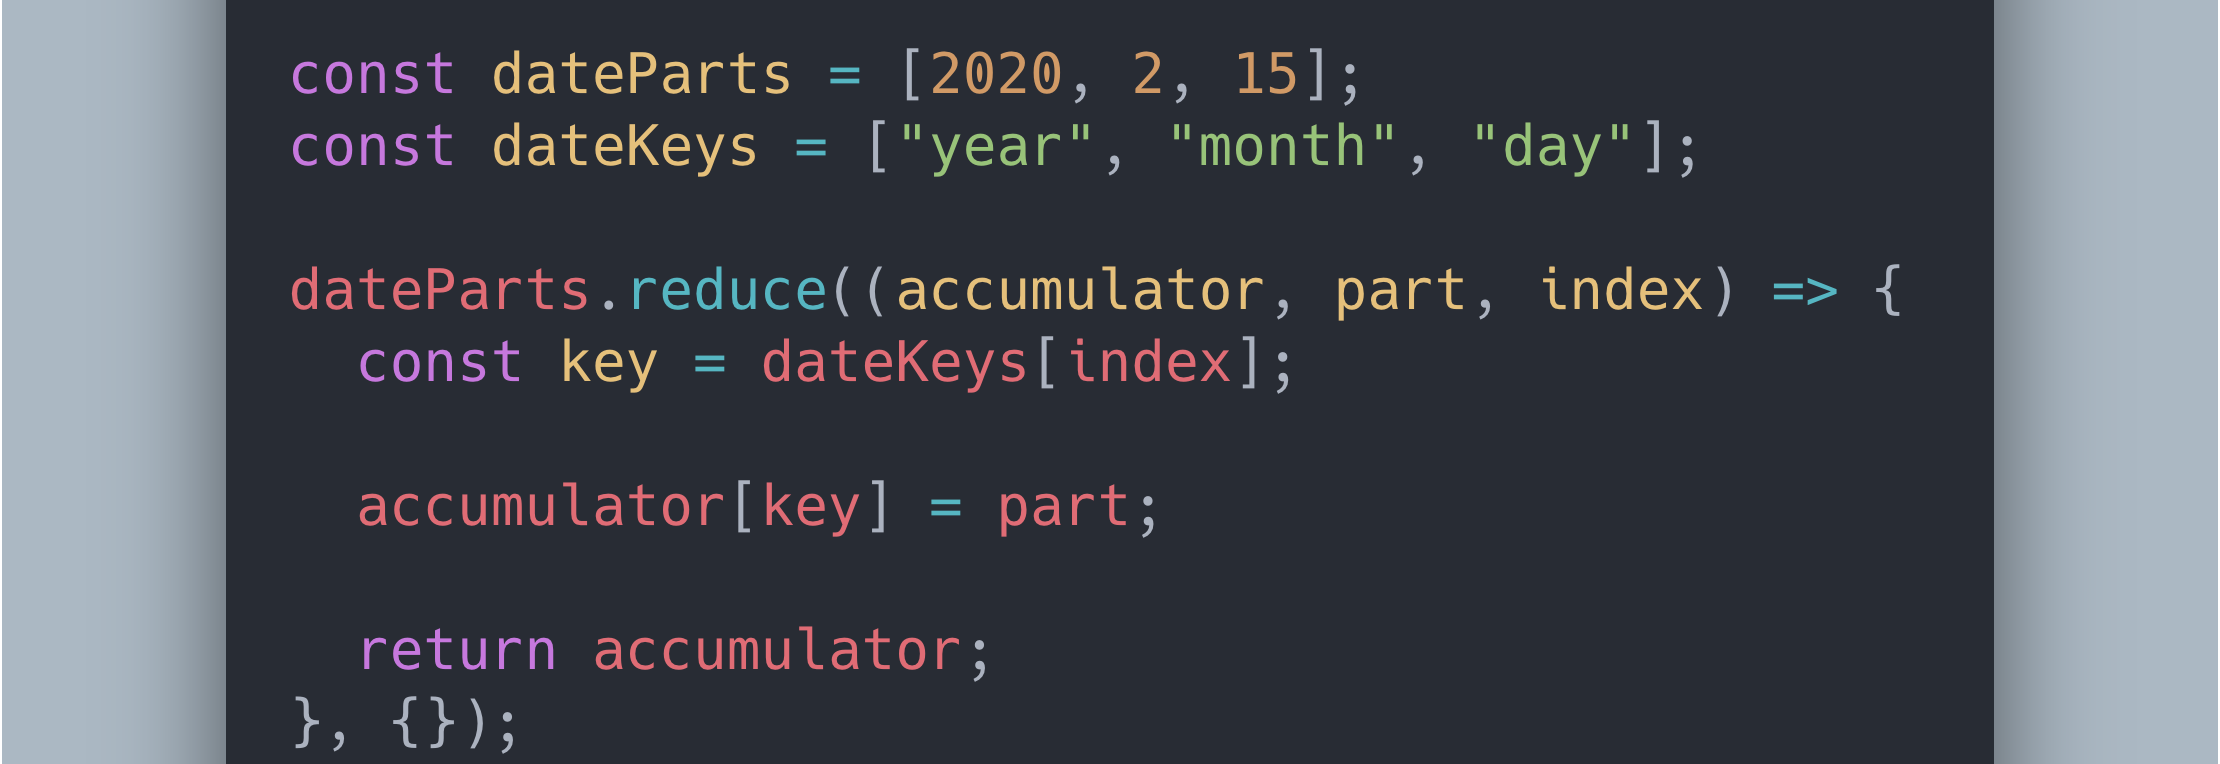 const dateParts = [2020, 2, 15];
const dateKeys = ["year", "month", "day"];
dateParts.reduce((accumulator, part, index) => {
  const key = dateKeys[index];
  accumulator[key] = part;
  return accumulator;
}, {});